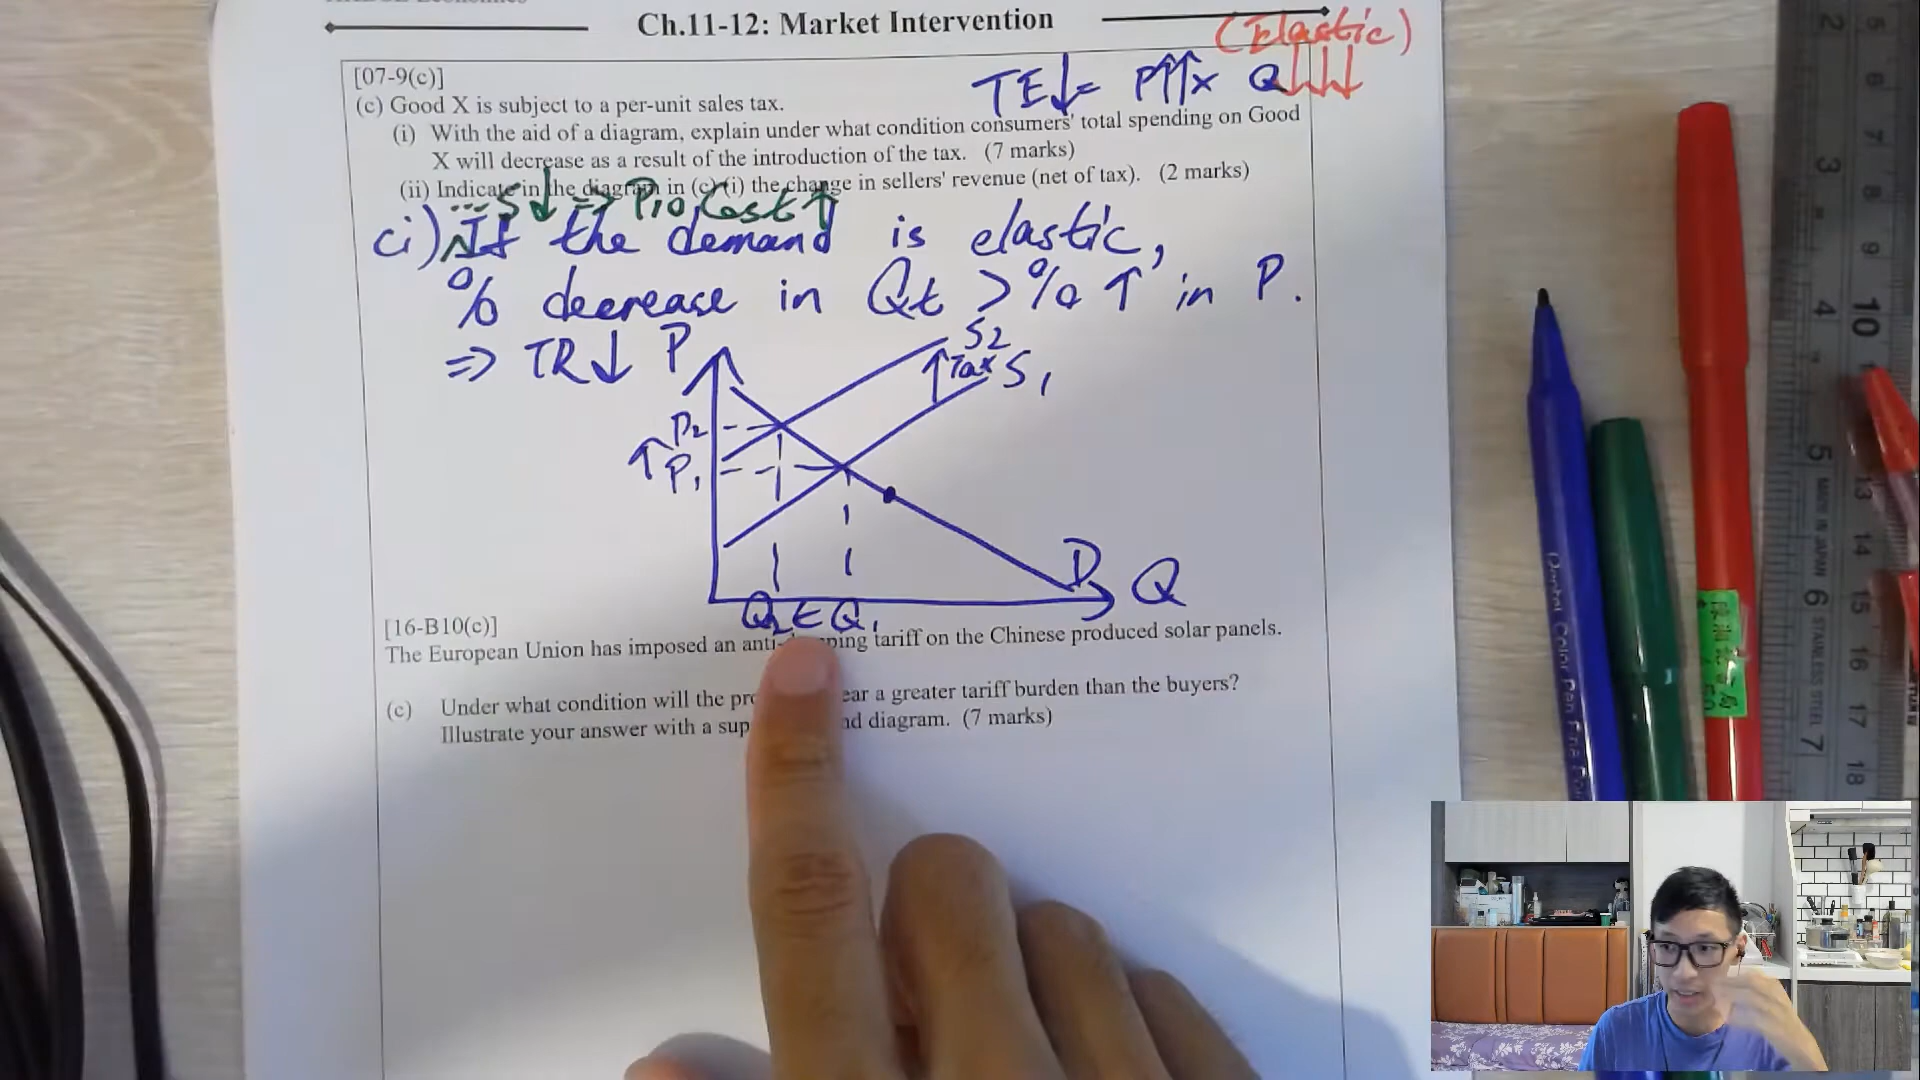 Ch.11-12: Market Intervention
(Elastic)
[07-9(c)]
TE↓= P↑↑x Q↓↓↓
(c) Good X is subject to a per-unit sales tax.
(i) With the aid of a diagram, explain under what condition consumers' total spending on Good
X will decrease as a result of the introduction of the tax. (7 marks)
(ii) Indicate in the diagram in (c) (i) the change in sellers' revenue (net of tax). (2 marks)
... S↓ => Pro Cost↑
ci) If the demand is elastic,
% decrease in Qt > % ↑ in P.
=> TR↓
P
S2
↑Tax S1
P2
↑P1
D
Q
Q2 ← Q1
[16-B10(c)]
The European Union has imposed an tariff on the Chinese produced solar panels.
(c) Under what condition will the a greater tariff burden than the buyers?
Illustrate your answer with a diagram. (7 marks)